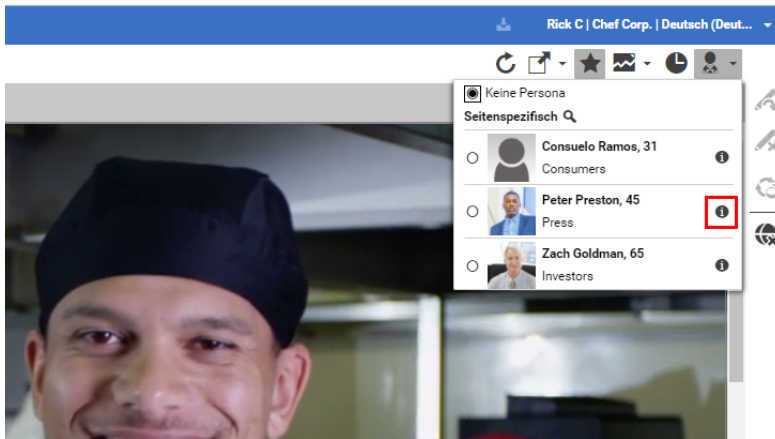 Rick C | Chef Corp. | Deutsch (Deut...
Keine Persona
Seitenspezifisch
Consuelo Ramos, 31
Consumers
Peter Preston, 45
Press
Zach Goldman, 65
Investors